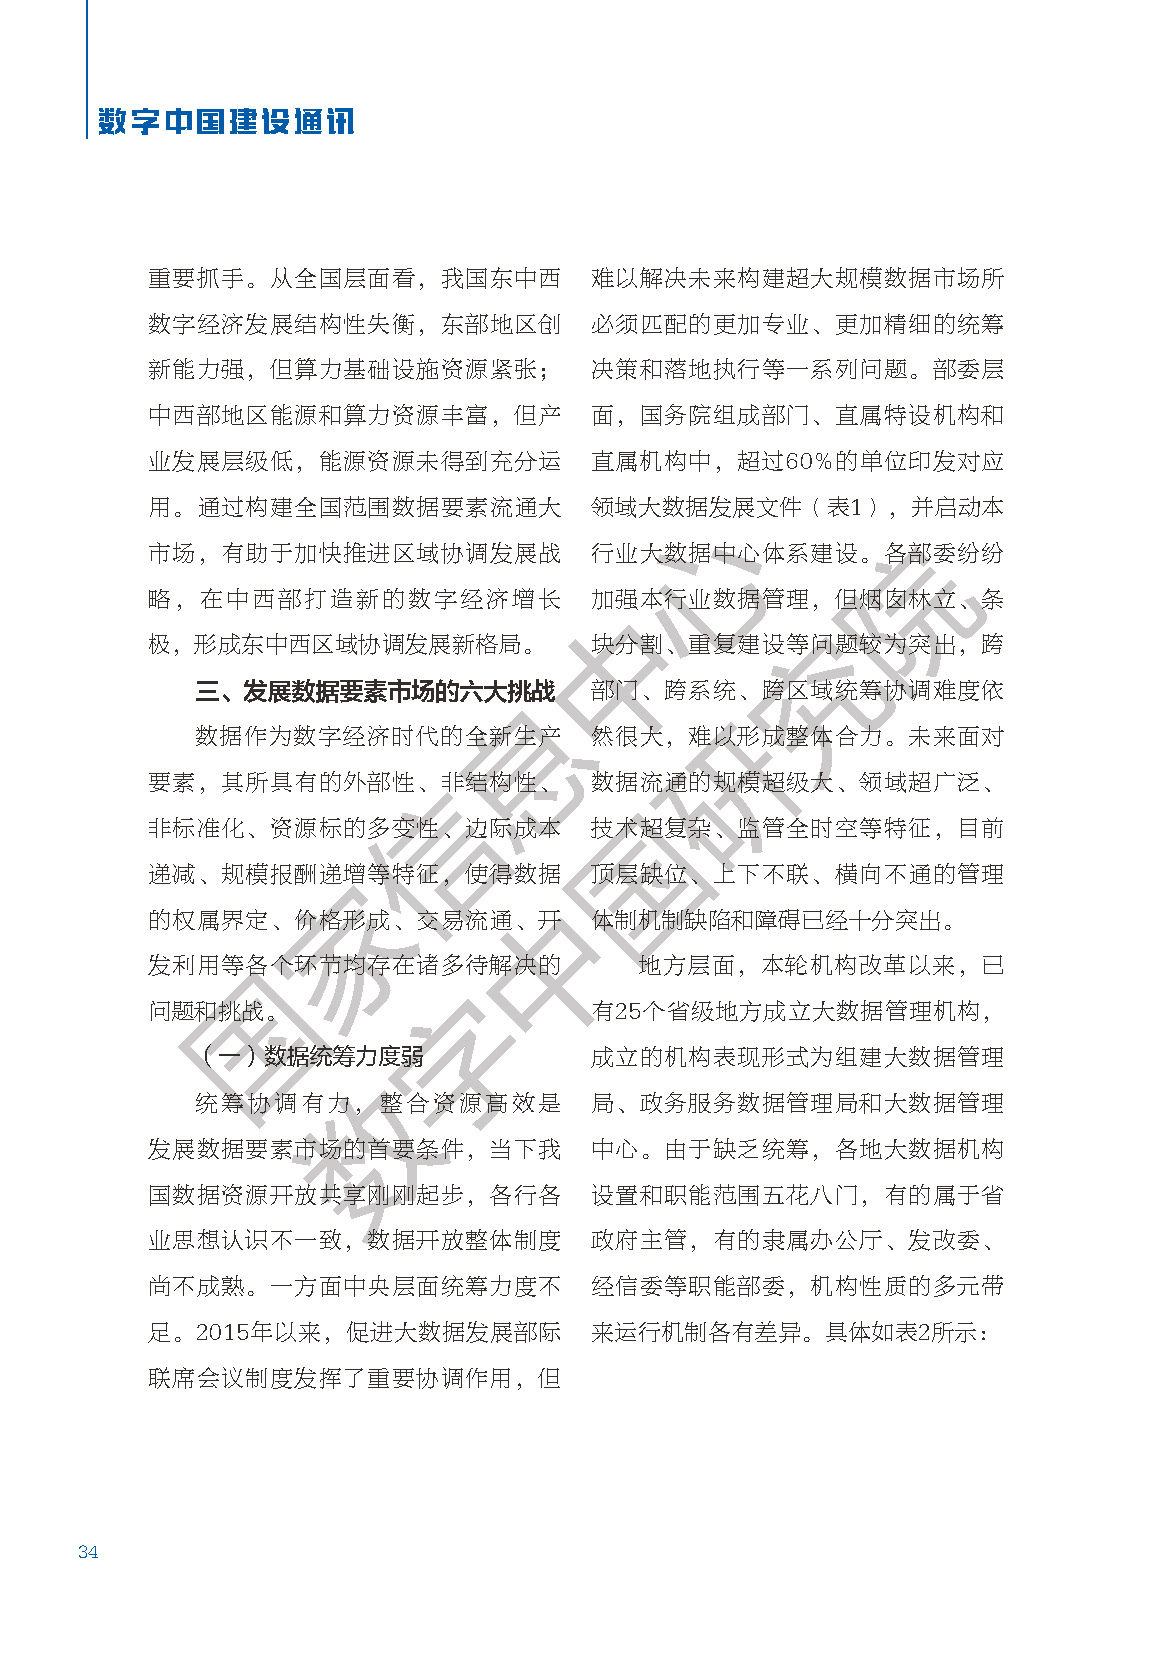 数字中国建设通讯
重要抓手。从全国层面看，我国东中西
数字经济发展结构性失衡，东部地区创
新能力强，但算力基础设施资源紧张；
中西部地区能源和算力资源丰富，但产
业发展层级低，能源资源未得到充分运
用。通过构建全国范围数据要素流通大
市场，有助于加快推进区域协调发展战
略，在中西部打造新的数字经济增长
极，形成东中西区域协调发展新格局。
三、发展数据要素市场的六大挑战
数据作为数字经济时代的全新生产
要素，其所具有的外部性、非结构性、
非标准化、资源标的多变性、边际成本
递减、规模报酬递增等特征，使得数据
的权属界定、价格形成、交易流通、开
发利用等各个环节均存在诸多待解决的
问题和挑战。
（一）数据统筹力度弱
统筹协调有力，整合资源高效是
发展数据要素市场的首要条件，当下我
国数据资源开放共享刚刚起步，各行各
业思想认识不一致，数据开放整体制度
尚不成熟。一方面中央层面统筹力度不
足。2015年以来，促进大数据发展部际
联席会议制度发挥了重要协调作用，但
难以解决未来构建超大规模数据市场所
必须匹配的更加专业、更加精细的统筹
决策和落地执行等一系列问题。部委层
面，国务院组成部门、直属特设机构和
直属机构中，超过60%的单位印发对应
领域大数据发展文件（表1），并启动本
行业大数据中心体系建设。各部委纷纷
加强本行业数据管理，但烟囱林立、条
块分割、重复建设等问题较为突出，跨
部门、跨系统、跨区域统筹协调难度依
然很大，难以形成整体合力。未来面对
数据流通的规模超级大、领域超广泛、
技术超复杂、监管全时空等特征，目前
顶层缺位、上下不联、横向不通的管理
体制机制缺陷和障碍已经十分突出。
地方层面，本轮机构改革以来，已
有25个省级地方成立大数据管理机构，
成立的机构表现形式为组建大数据管理
局、政务服务数据管理局和大数据管理
中心。由于缺乏统筹，各地大数据机构
设置和职能范围五花八门，有的属于省
政府主管，有的隶属办公厅、发改委、
经信委等职能部委，机构性质的多元带
来运行机制各有差异。具体如表2所示：
国家信息中心
数字中国研究院
34